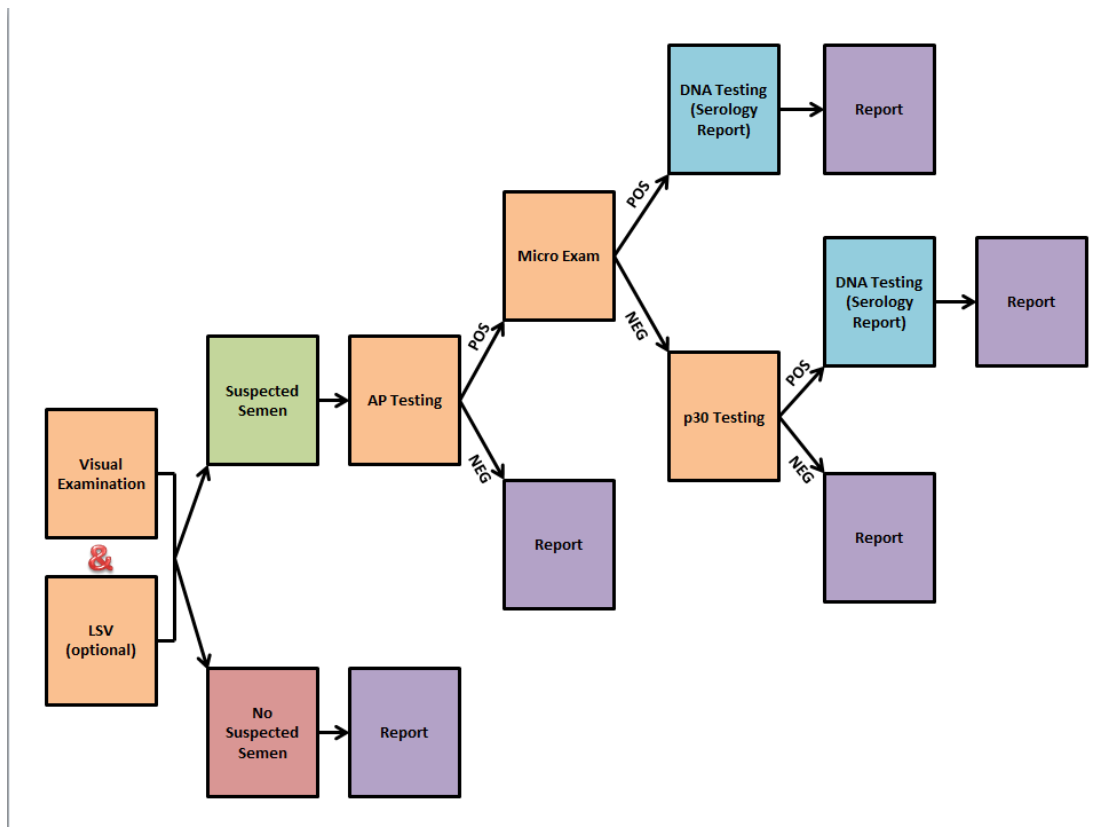 Visual
Examination
&
LSV
(optional)
Suspected
Semen
No
Suspected
Semen
Report
AP Testing
POS
NEG
Micro Exam
Report
POS
NEG
DNA Testing
(Serology
Report)
Report
p30 Testing
POS
NEG
DNA Testing
(Serology
Report)
Report
Report